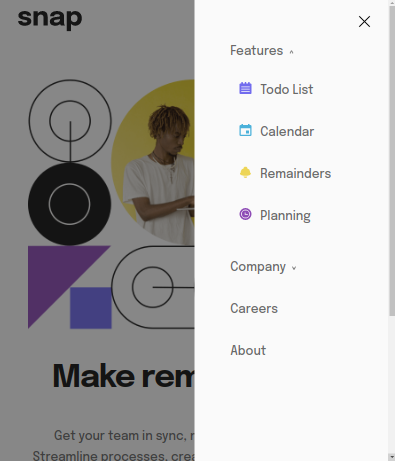 snap
Features
Todo List
Calendar
Remainders
Planning
Company
Careers
About
Make rem
Get your team in sync, r
Streamline processes, crea